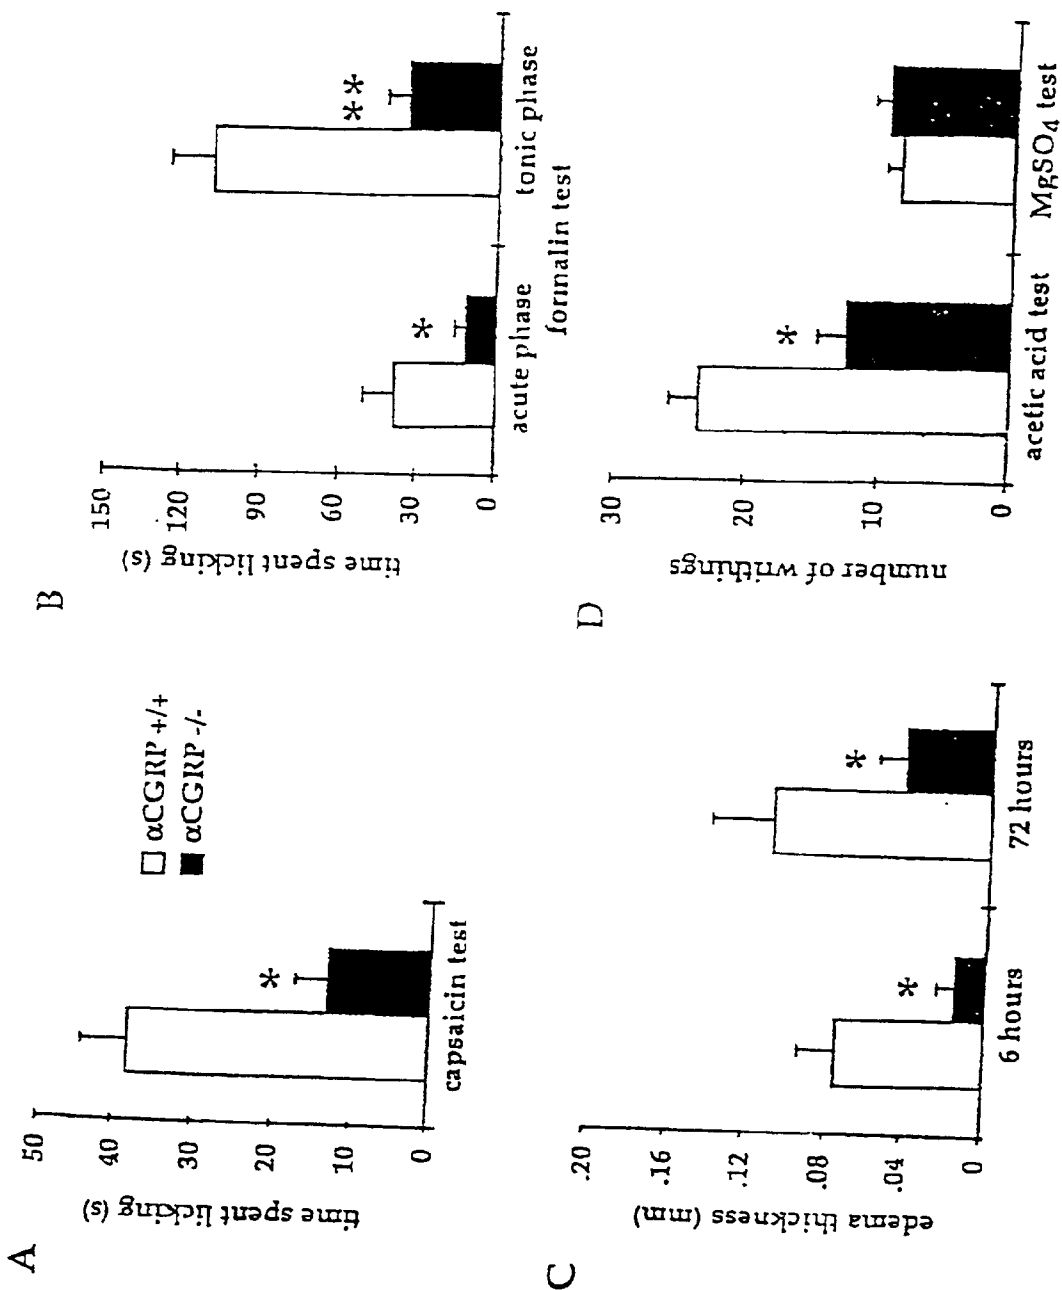 A
50
40
30
20
10
0
time spent licking (s)
*
capsaicin test
αCGRP +/+
αCGRP -/-
B
150
120
90
60
30
0
time spent licking (s)
*
**
acute phase
tonic phase
formalin test
C
.20
.16
.12
.08
.04
0
edema thickness (mm)
*
*
6 hours
72 hours
D
30
20
10
0
number of writhings
*
acetic acid test
MgSO4 test